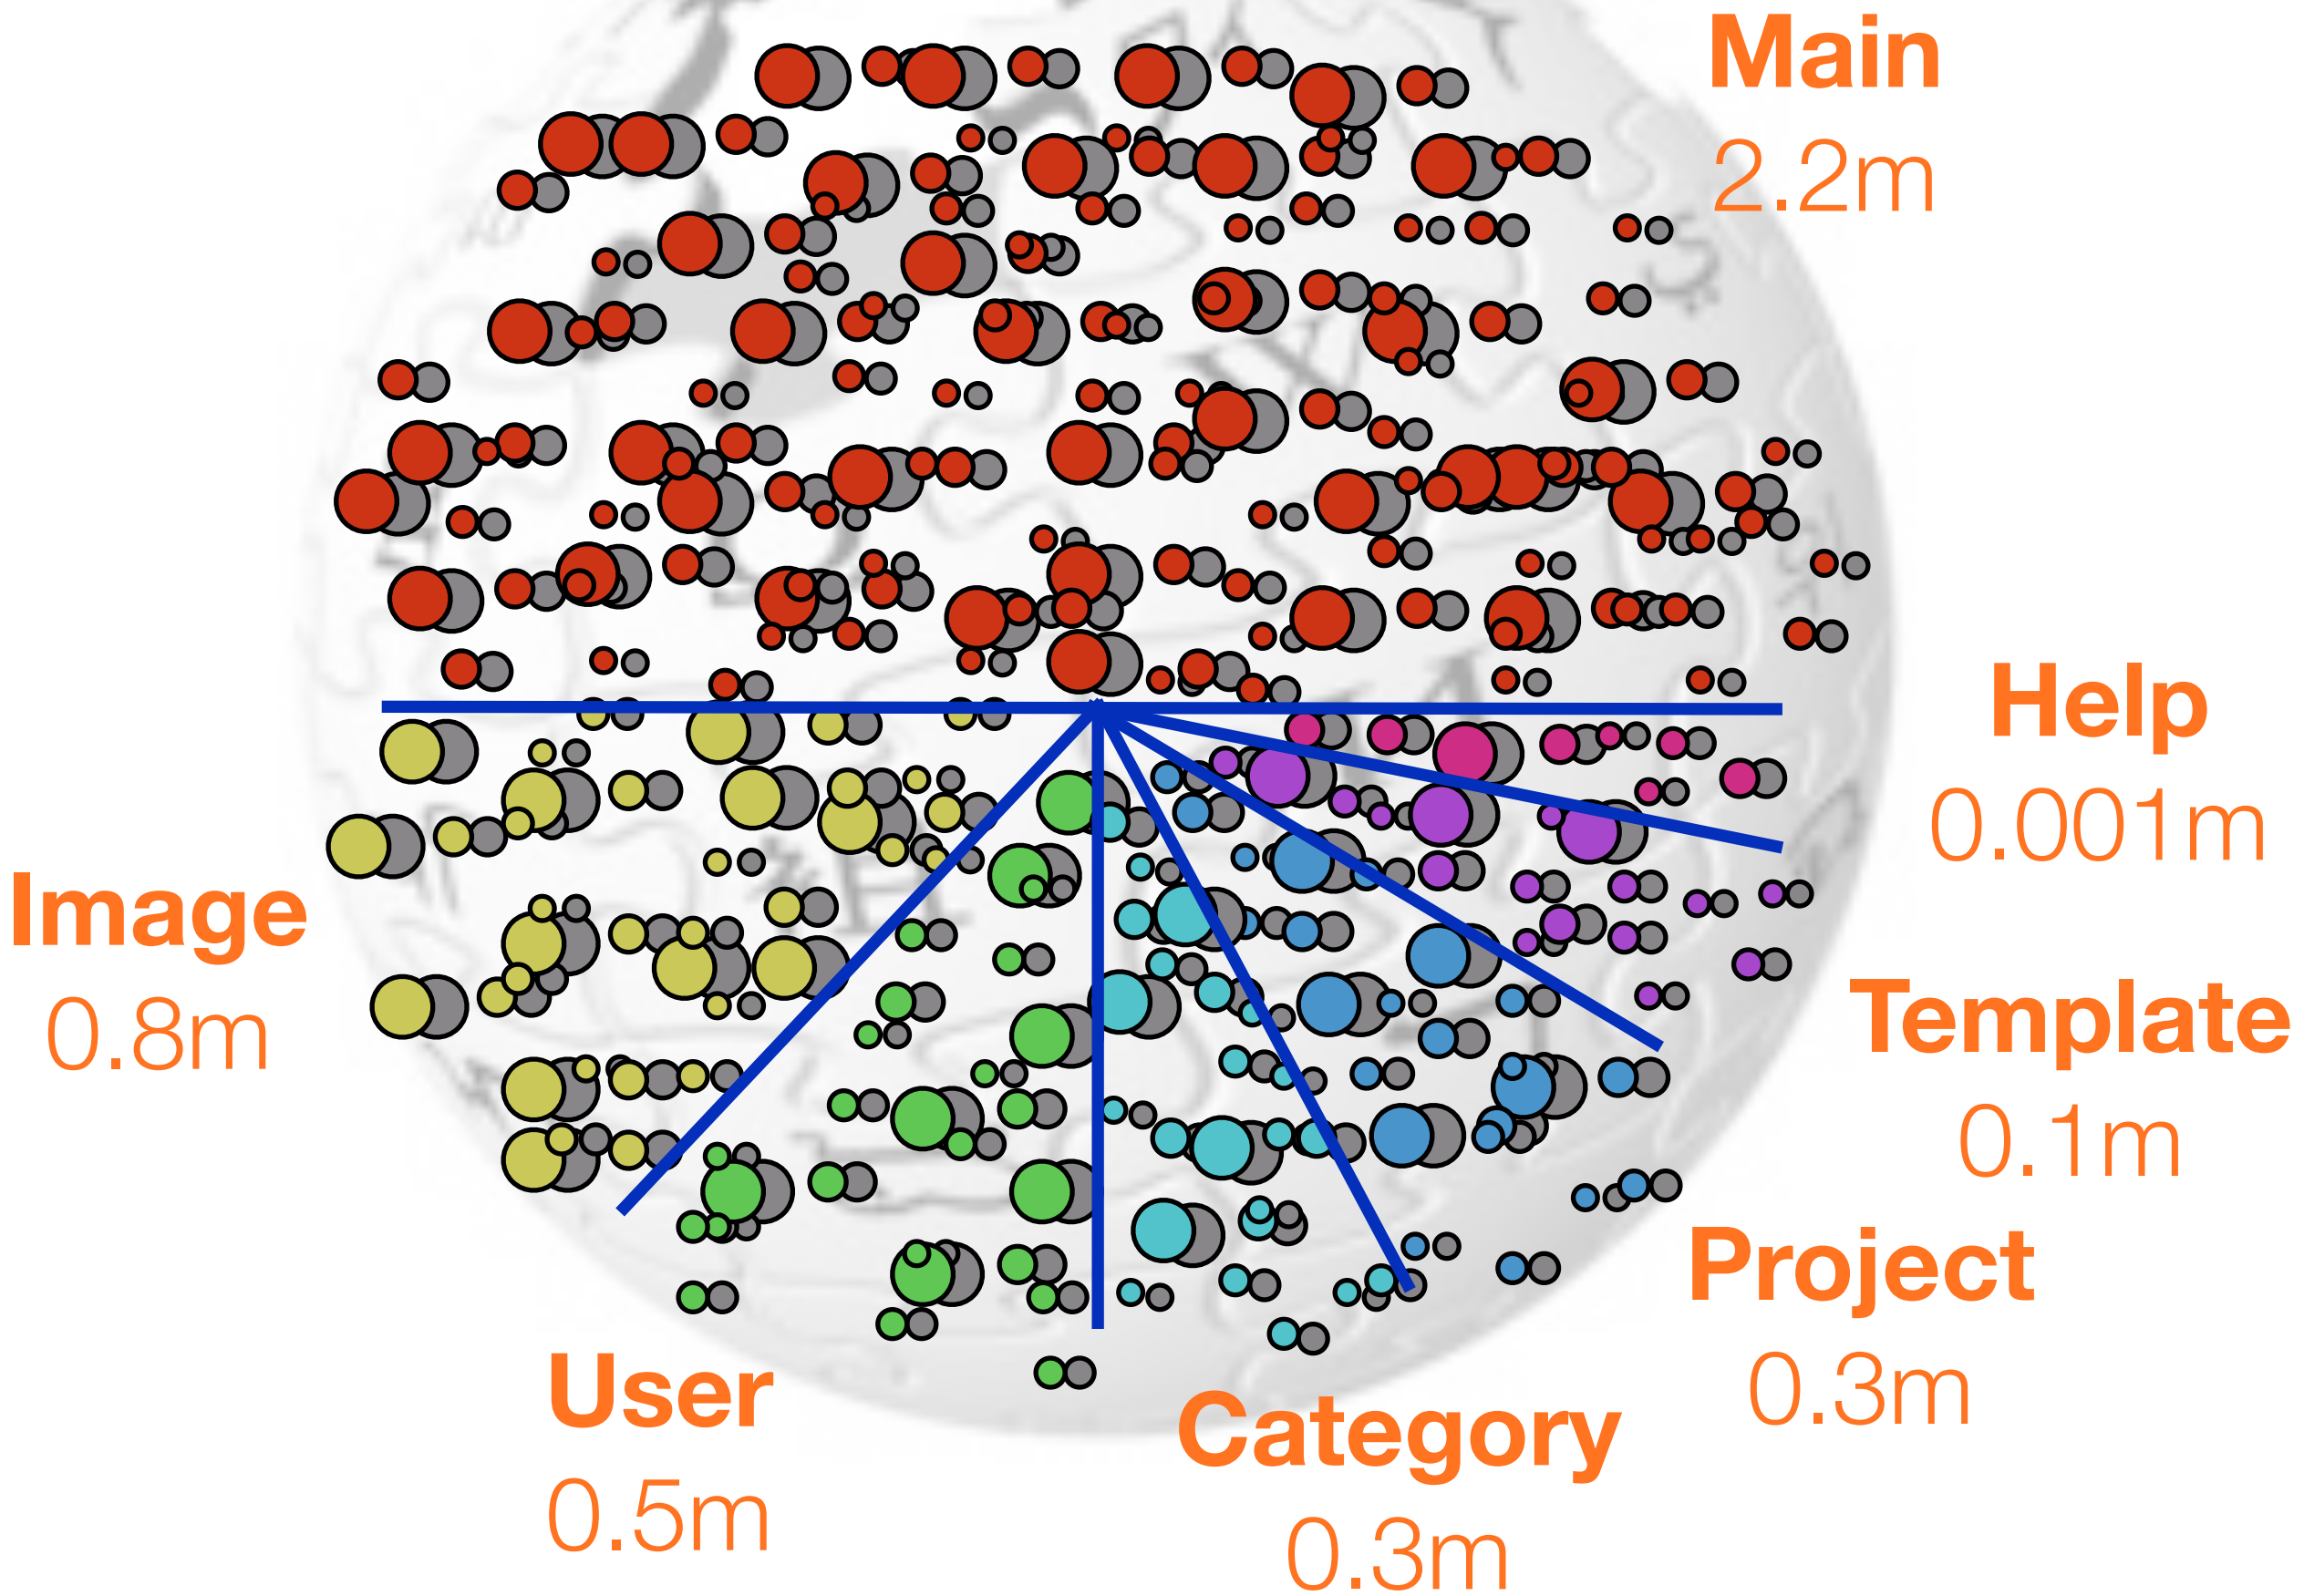 Main
2.2m
Help
0.001m
Image
0.8m
Template
0.1m
Project
0.3m
User
0.5m
Category
0.3m
W